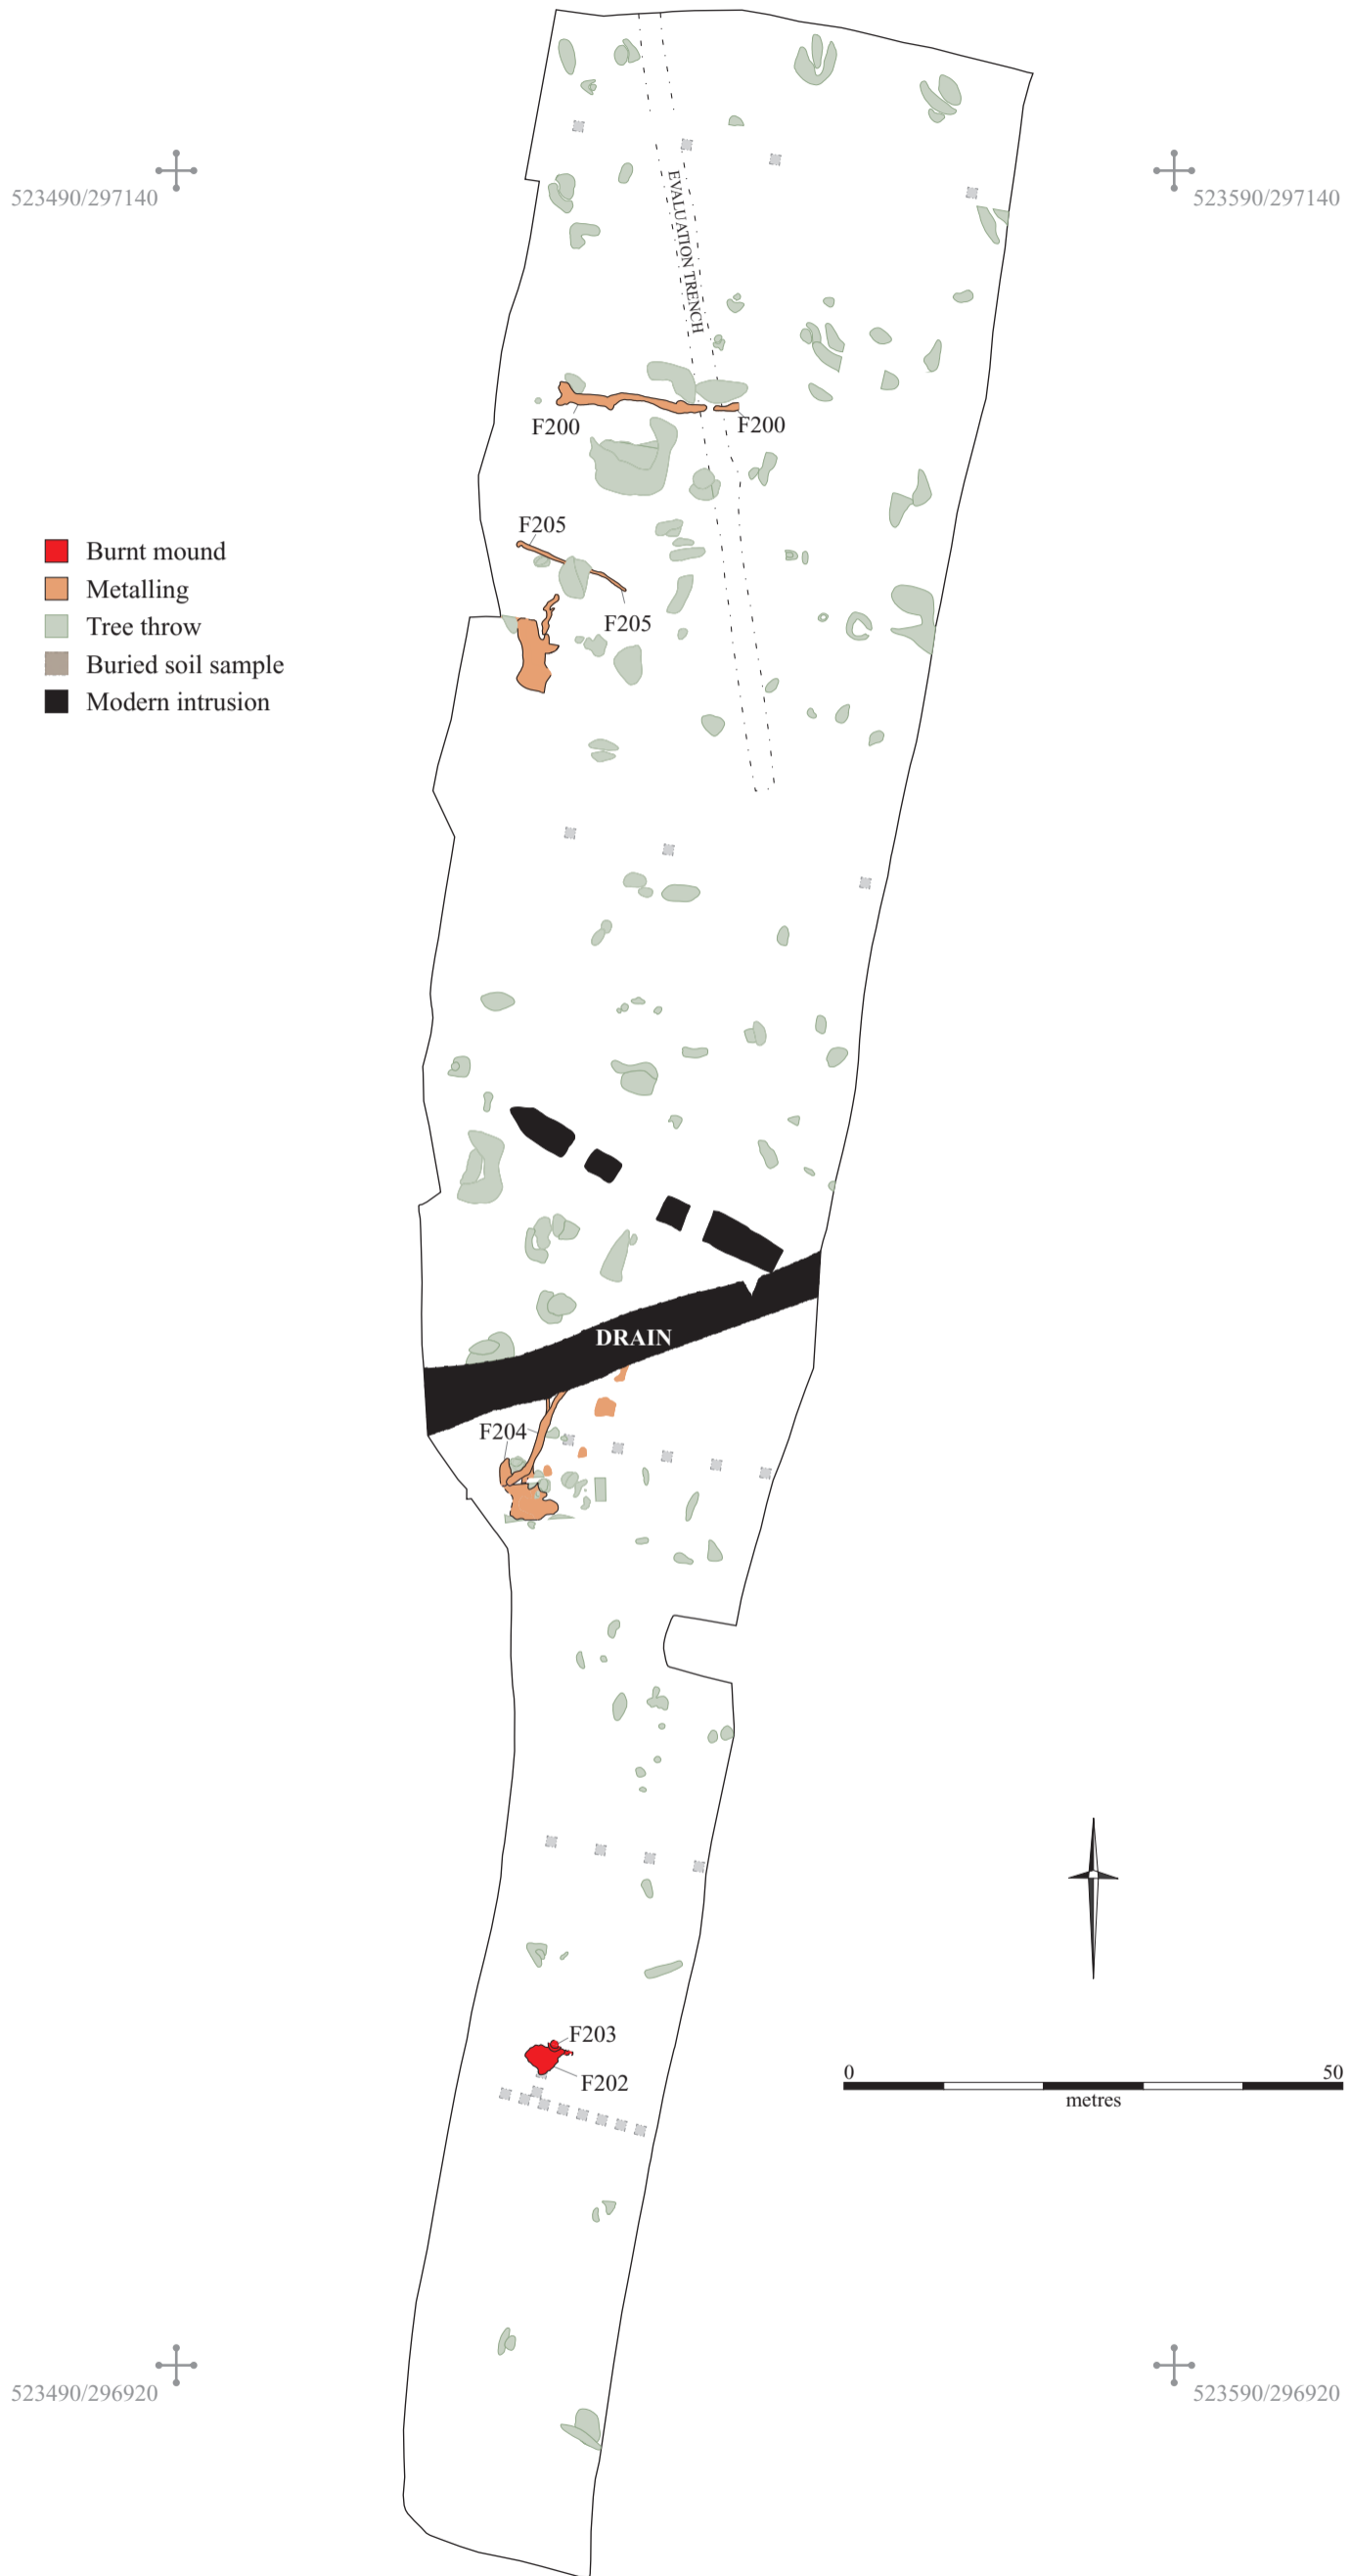 523490/297140
523590/297140
EVALUATION TRENCH
F200
F200
F205
F205
Burnt mound
Metalling
Tree throw
Buried soil sample
Modern intrusion
DRAIN
F204
F203
F202
0
50
metres
523490/296920
523590/296920